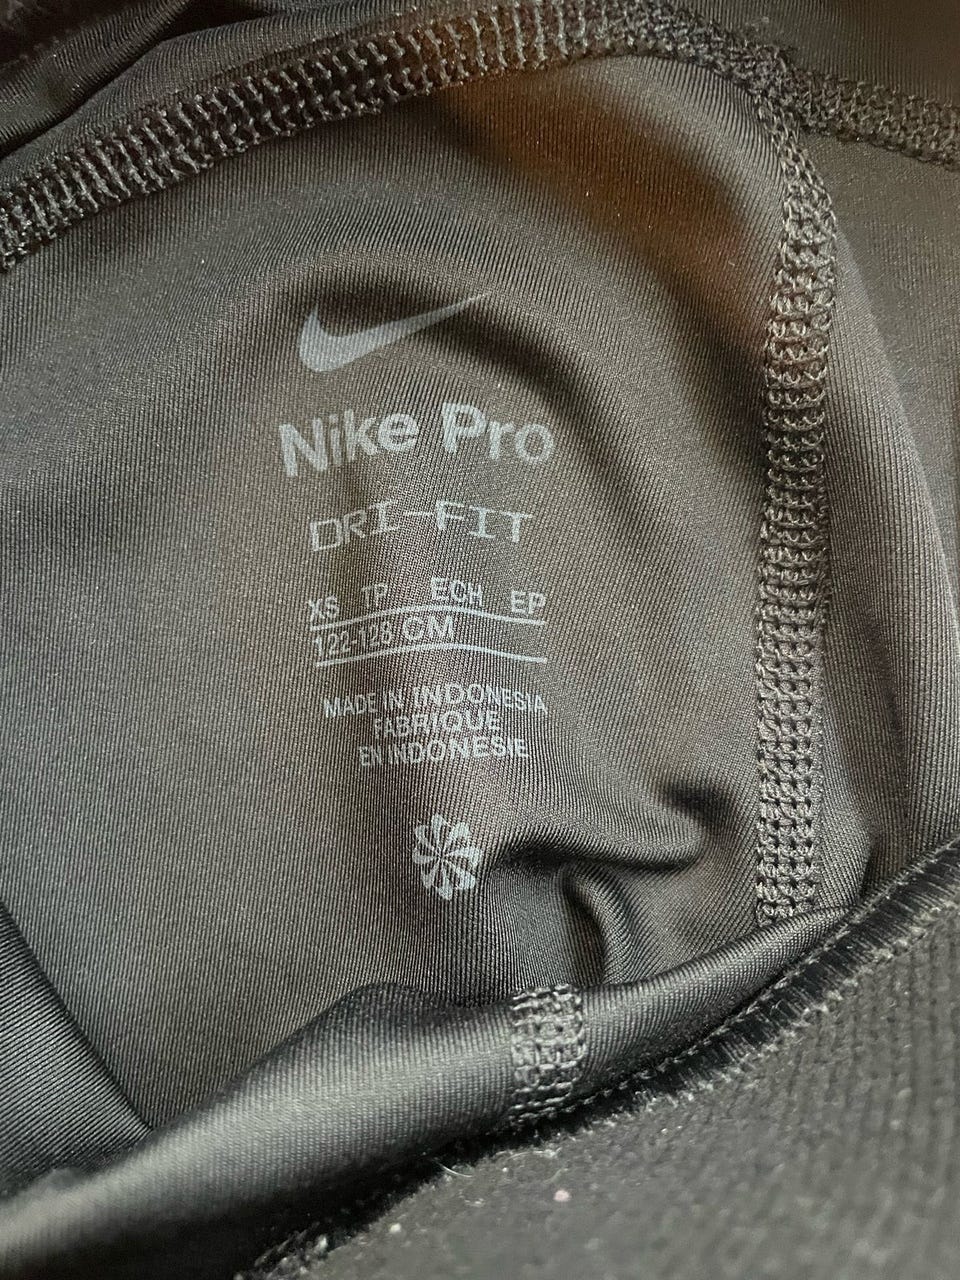 Nike Pro
DRI-FIT
XS TP ECH EP
122-128 CM
MADE IN INDONESIA
FABRIQUE
EN INDONESIE